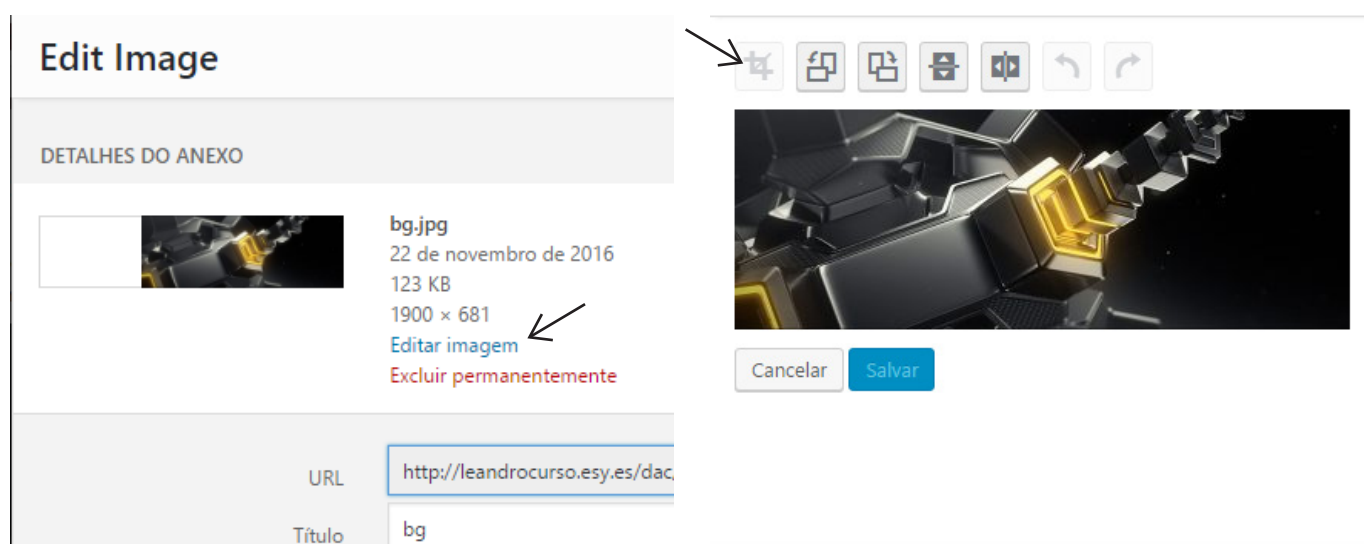 Edit Image
DETALHES DO ANEXO
bg.jpg
22 de novembro de 2016
123 KB
1900 × 681
Editar imagem
Excluir permanentemente
URL
http://leandrocurso.esy.es/dac,
Título
bg
Cancelar
Salvar